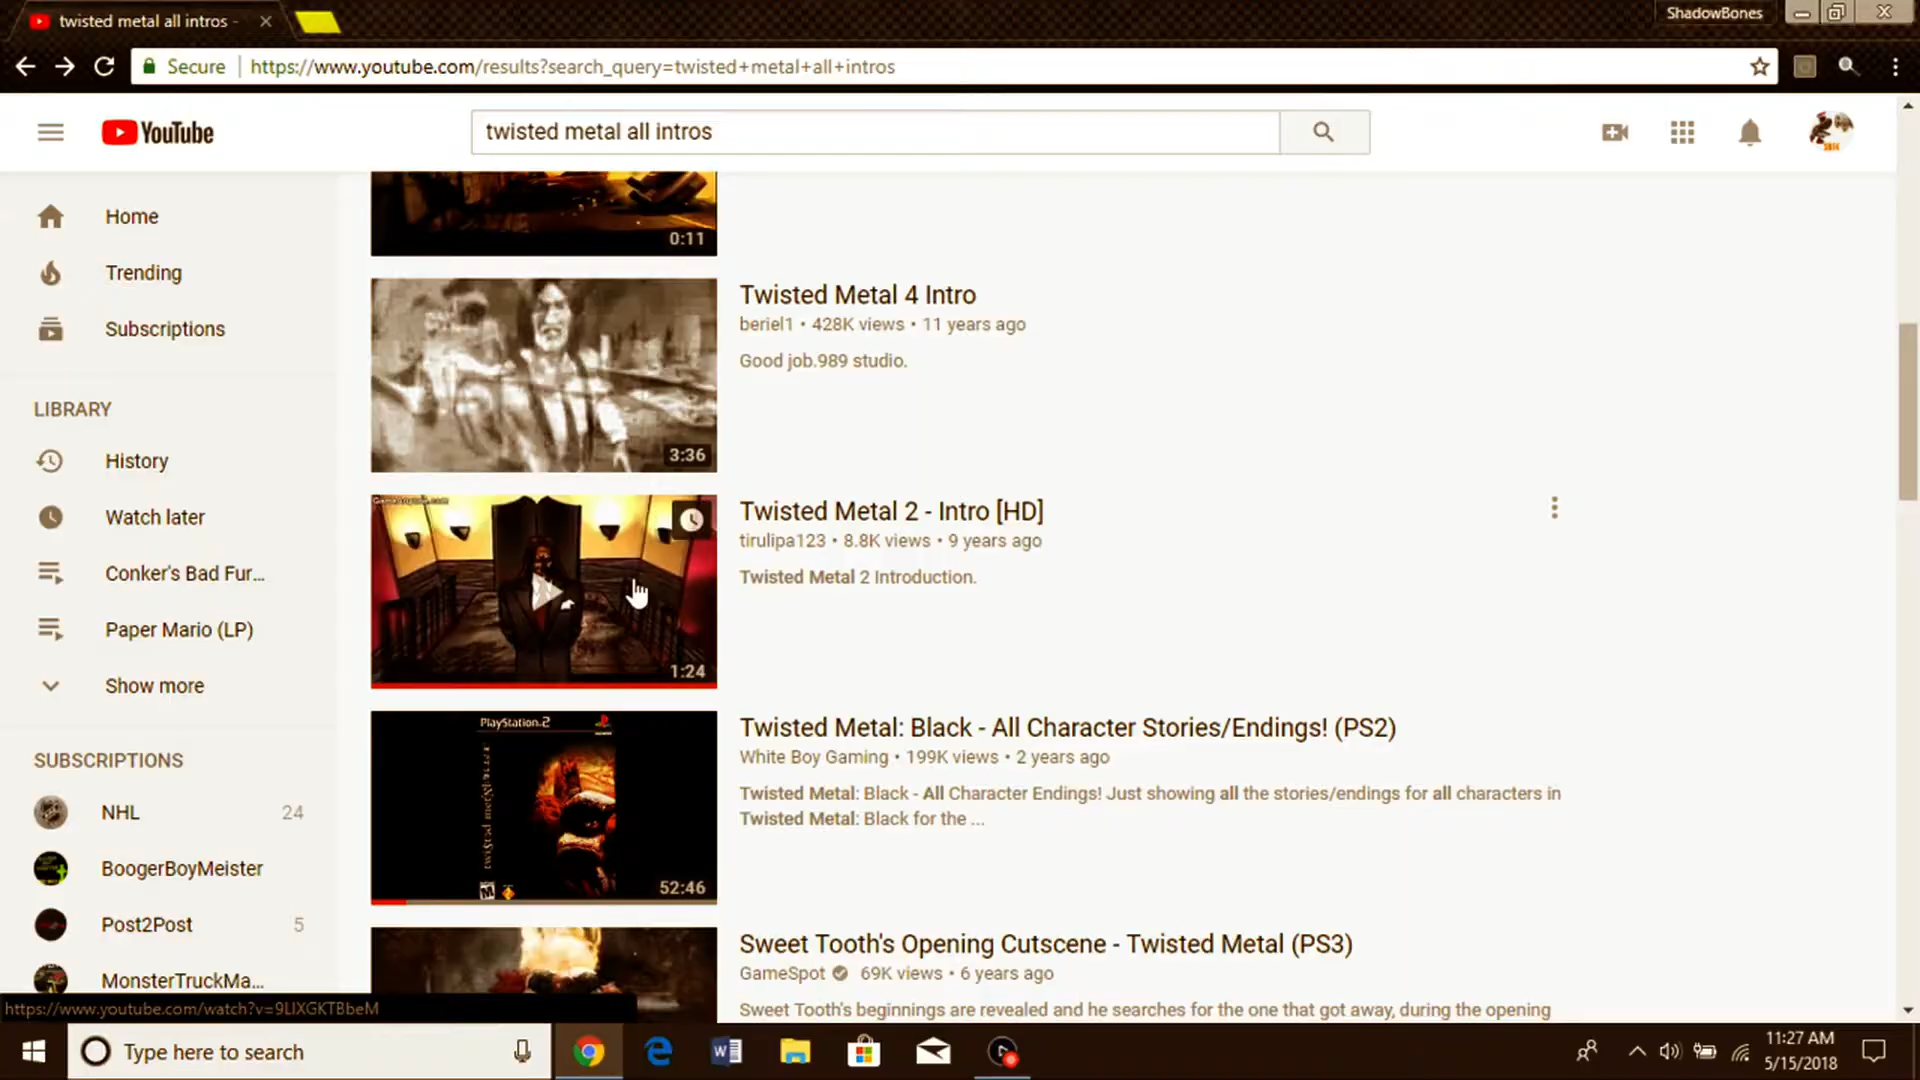 twisted metal all intros -
ShadowBones
Secure
https://www.youtube.com/results?search_query=twisted+metal+all+intros
YouTube
twisted metal all intros
Home
Trending
Subscriptions
LIBRARY
History
Watch later
Conker's Bad Fur...
Paper Mario (LP)
Show more
SUBSCRIPTIONS
NHL 24
BoogerBoyMeister
Post2Post 5
MonsterTruckMa...
0:11
3:36
Twisted Metal 4 Intro
beriel1 • 428K views • 11 years ago
Good job.989 studio.
1:24
Twisted Metal 2 - Intro [HD]
tirulipa123 • 8.8K views • 9 years ago
Twisted Metal 2 Introduction.
PlayStation.2
M
52:46
Twisted Metal: Black - All Character Stories/Endings! (PS2)
White Boy Gaming • 199K views • 2 years ago
Twisted Metal: Black - All Character Endings! Just showing all the stories/endings for all characters in
Twisted Metal: Black for the ...
Sweet Tooth's Opening Cutscene - Twisted Metal (PS3)
GameSpot 69K views • 6 years ago
Sweet Tooth's beginnings are revealed and he searches for the one that got away, during the opening
https://www.youtube.com/watch?v=9LIXGKTBbeM
Type here to search
11:27 AM
5/15/2018